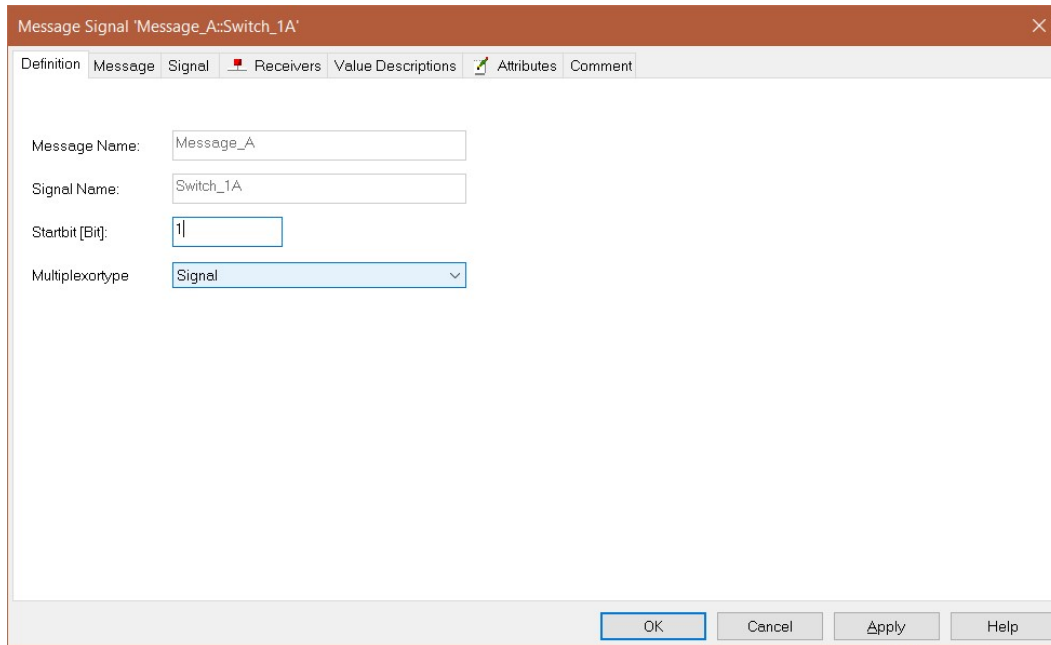 Message Signal 'Message_A::Switch_1A'
Definition Message Signal Receivers Value Descriptions Attributes Comment
Message Name: Message_A
Signal Name: Switch_1A
Startbit [Bit]: 1
Multiplexortype Signal
OK Cancel Apply Help